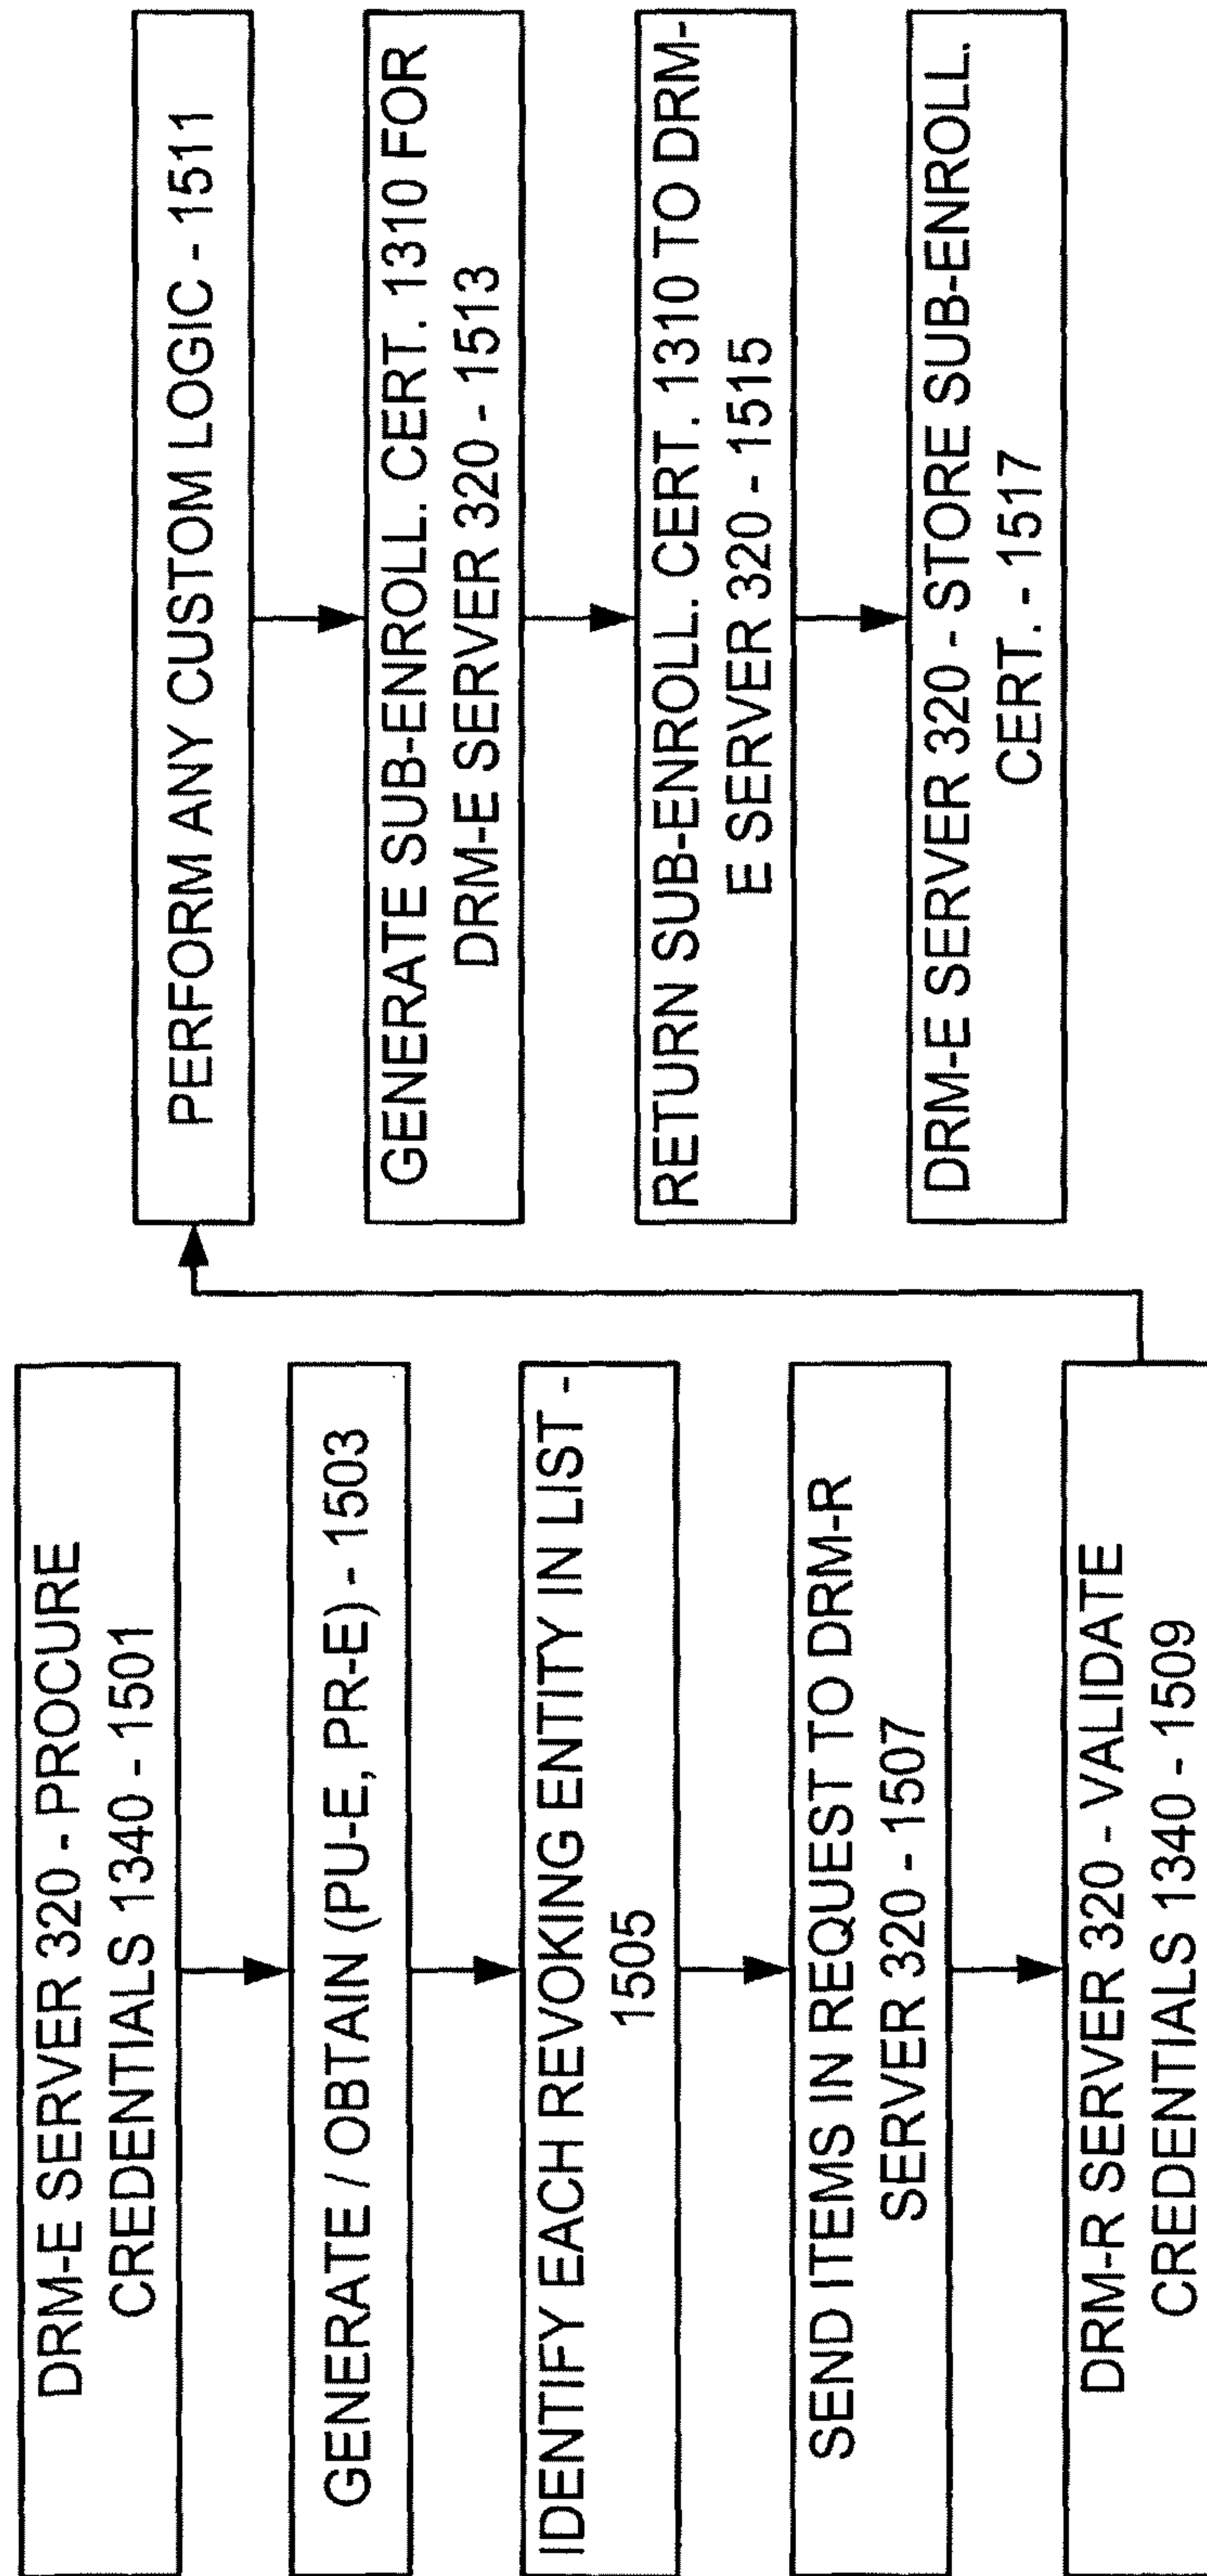 DRM-E SERVER 320 - PROCURE
CREDENTIALS 1340 - 1501
GENERATE / OBTAIN (PU-E, PR-E) - 1503
IDENTIFY EACH REVOKING ENTITY IN LIST -
1505
SEND ITEMS IN REQUEST TO DRM-R
SERVER 320 - 1507
DRM-R SERVER 320 - VALIDATE
CREDENTIALS 1340 - 1509
PERFORM ANY CUSTOM LOGIC - 1511
GENERATE SUB-ENROLL. CERT. 1310 FOR
DRM-E SERVER 320 - 1513
RETURN SUB-ENROLL. CERT. 1310 TO DRM-
E SERVER 320 - 1515
DRM-E SERVER 320 - STORE SUB-ENROLL.
CERT. - 1517